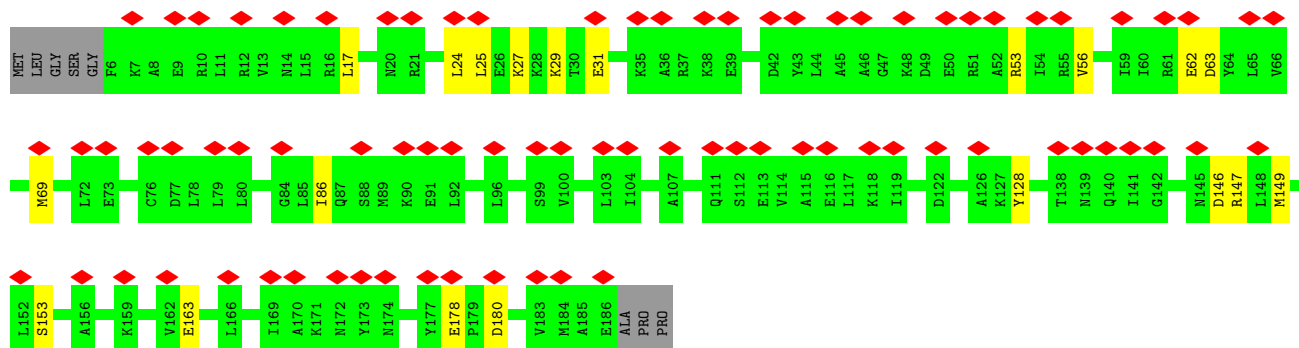 MET LEU GLY SER GLY F6 K7 A8 E9 R10 L11 R12 V13 N14 L15 R16 L17 N20 R21 L24 L25 E26 K27 K28 K29 T30 E31 K35 A36 R37 K38 E39 D42 Y43 L44 A45 A46 G47 K48 D49 E50 R51 A52 R53 I54 R55 V56 I59 I60 R61 E62 D63 Y64 L65 V66
M69 L72 E73 C76 D77 L78 L79 L80 G84 L85 I86 Q87 S88 M89 K90 E91 L92 L96 S99 V100 L103 I104 A107 Q111 S112 E113 V114 A115 E116 L117 K118 I119 D122 A126 K127 Y128 T138 N139 Q140 I141 G142 N145 D146 R147 L148 M149
L152 S153 A156 K159 V162 E163 L166 I169 A170 K171 N172 Y173 N174 Y177 E178 P179 D180 V183 M184 A185 E186 ALA PRO PRO